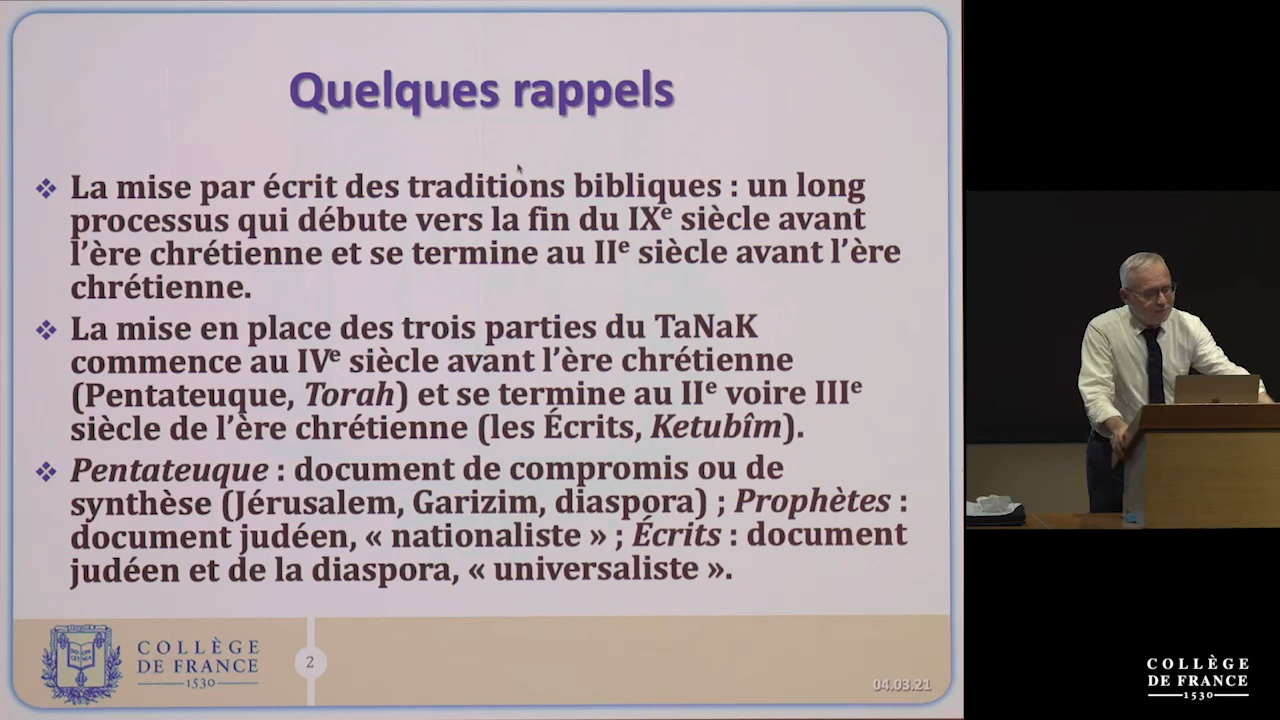 Quelques rappels
❖ La mise par écrit des traditions bibliques : un long
processus qui débute vers la fin du IXe siècle avant
l’ère chrétienne et se termine au IIe siècle avant l’ère
chrétienne.
❖ La mise en place des trois parties du TaNaK
commence au IVe siècle avant l’ère chrétienne
(Pentateuque, Torah) et se termine au IIe voire IIIe
siècle de l’ère chrétienne (les Écrits, Ketubîm).
❖ Pentateuque : document de compromis ou de
synthèse (Jérusalem, Garizim, diaspora) ; Prophètes :
document judéen, « nationaliste » ; Écrits : document
judéen et de la diaspora, « universaliste ».
COLLÈGE
DE FRANCE
1530
2
04.03.21
COLLÈGE
DE FRANCE
1530